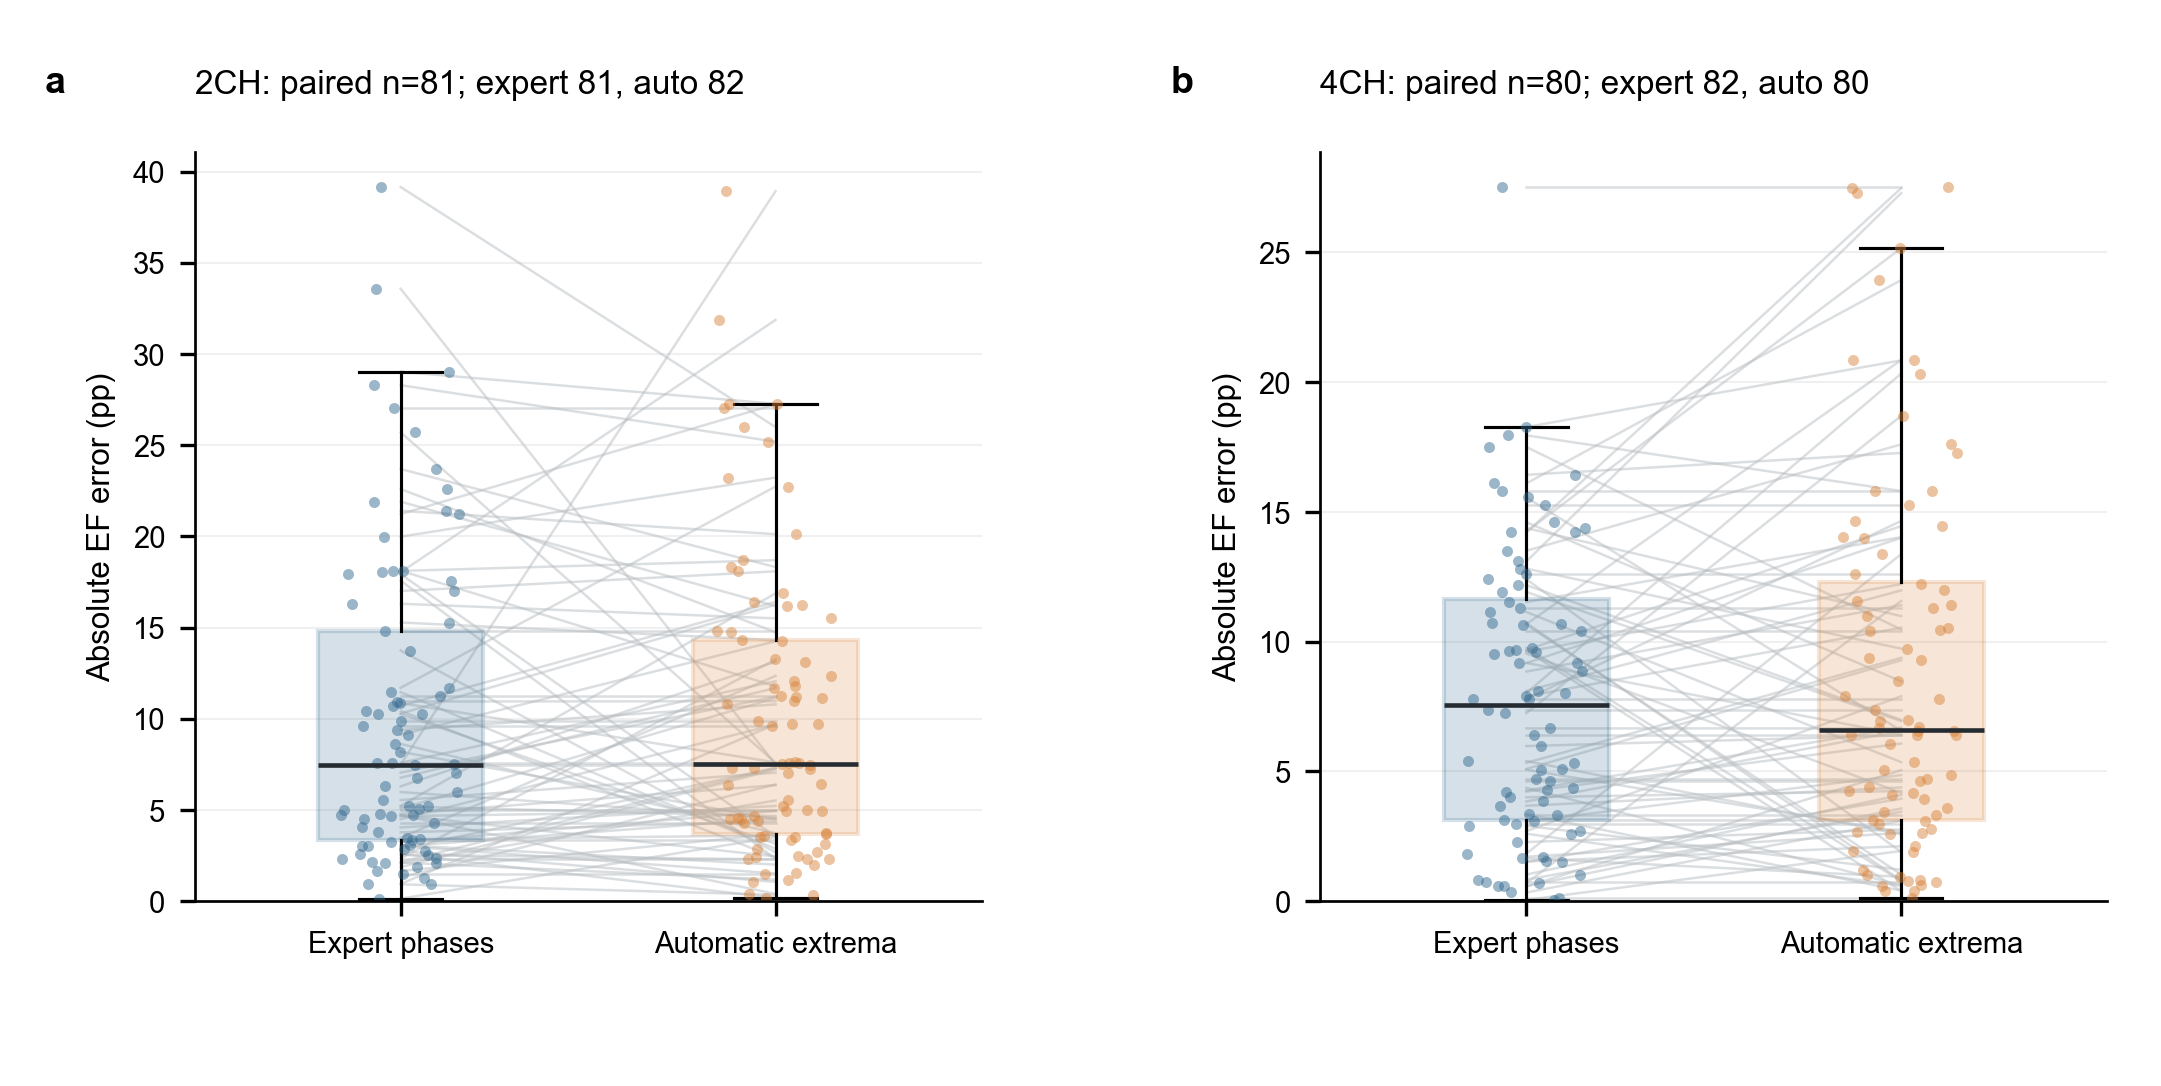 a
2CH: paired n=81; expert 81, auto 82
Absolute EF error (pp)
40
35
30
25
20
15
10
5
0
Expert phases
Automatic extrema
b
4CH: paired n=80; expert 82, auto 80
Absolute EF error (pp)
25
20
15
10
5
0
Expert phases
Automatic extrema